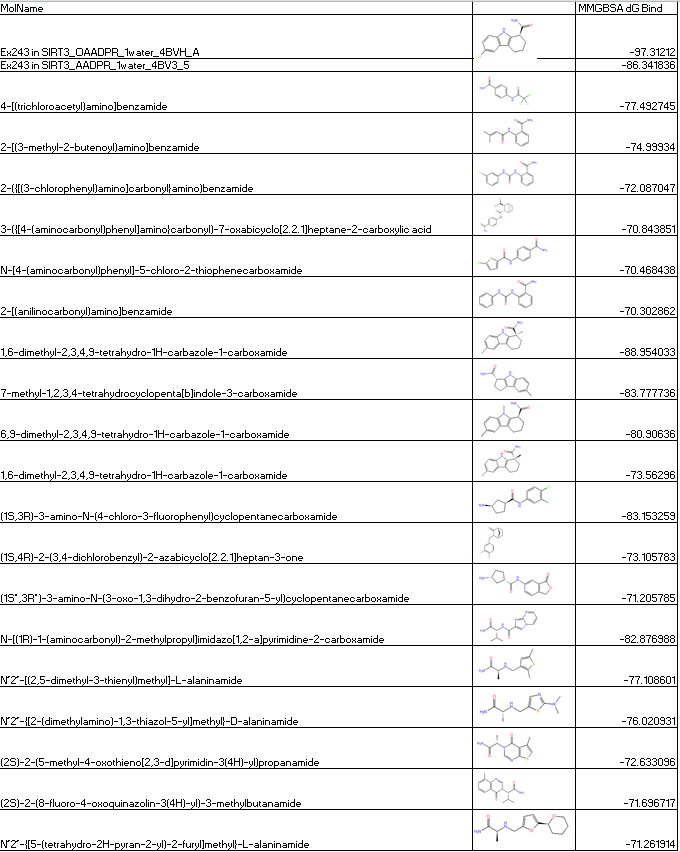 MolName MMGBSA dG Bind
Ex243 in SIRT3_OAADPR_1water_4BVH_A -97.31212
Ex243 in SIRT3_AADPR_1water_4BV3_5 -86.341836
4-[(trichloroacetyl)amino]benzamide -77.492745
2-[(3-methyl-2-butenoyl)amino]benzamide -74.99934
2-({[(3-chlorophenyl)amino]carbonyl}amino)benzamide -72.087047
3-({[4-(aminocarbonyl)phenyl]amino}carbonyl)-7-oxabicyclo[2.2.1]heptane-2-carboxylic acid -70.843851
N-[4-(aminocarbonyl)phenyl]-5-chloro-2-thiophenecarboxamide -70.468438
2-[(anilinocarbonyl)amino]benzamide -70.302862
1,6-dimethyl-2,3,4,9-tetrahydro-1H-carbazole-1-carboxamide -88.954033
7-methyl-1,2,3,4-tetrahydrocyclopenta[b]indole-3-carboxamide -83.777736
6,9-dimethyl-2,3,4,9-tetrahydro-1H-carbazole-1-carboxamide -80.90636
1,6-dimethyl-2,3,4,9-tetrahydro-1H-carbazole-1-carboxamide -73.56296
(1S,3R)-3-amino-N-(4-chloro-3-fluorophenyl)cyclopentanecarboxamide -83.153259
(1S,4R)-2-(3,4-dichlorobenzyl)-2-azabicyclo[2.2.1]heptan-3-one -73.105783
(1S*,3R*)-3-amino-N-(3-oxo-1,3-dihydro-2-benzofuran-5-yl)cyclopentanecarboxamide -71.205785
N-[(1R)-1-(aminocarbonyl)-2-methylpropyl]imidazo[1,2-a]pyrimidine-2-carboxamide -82.876988
N~2~-[(2,5-dimethyl-3-thienyl)methyl]-L-alaninamide -77.108601
N~2~-{[2-(dimethylamino)-1,3-thiazol-5-yl]methyl}-D-alaninamide -76.020931
(2S)-2-(5-methyl-4-oxothieno[2,3-d]pyrimidin-3(4H)-yl)propanamide -72.633096
(2S)-2-(8-fluoro-4-oxoquinazolin-3(4H)-yl)-3-methylbutanamide -71.696717
N~2~-{[5-(tetrahydro-2H-pyran-2-yl)-2-furyl]methyl}-L-alaninamide -71.261914